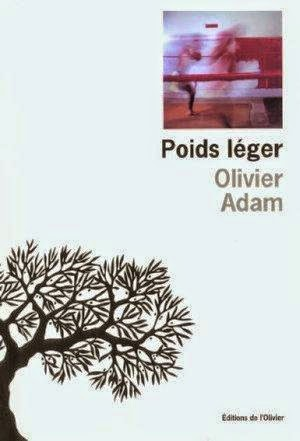 Poids léger
Olivier
Adam
Éditions de l'Olivier